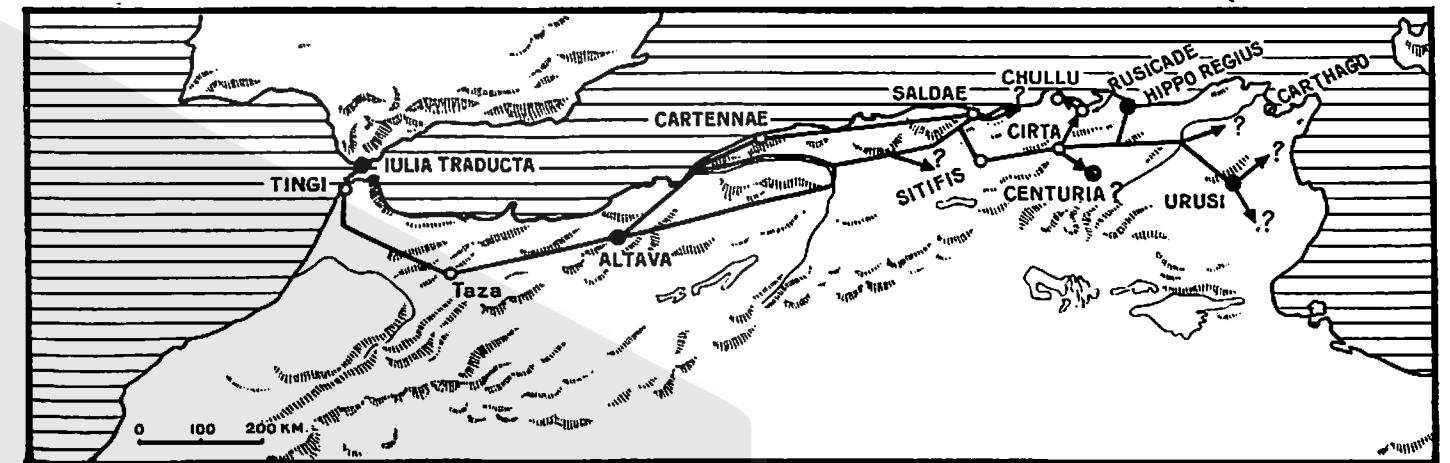 RUSICADE
HIPPO REGIUS
CHULLU
CARTHAGO
SALDAE
?
CARTENNAE
CIRTA
?
IULIA TRADUCTA
?
?
TINGI
SITIFIS
CENTURIA ?
URUSI
?
ALTAVA
Taza
0 100 200 KM.